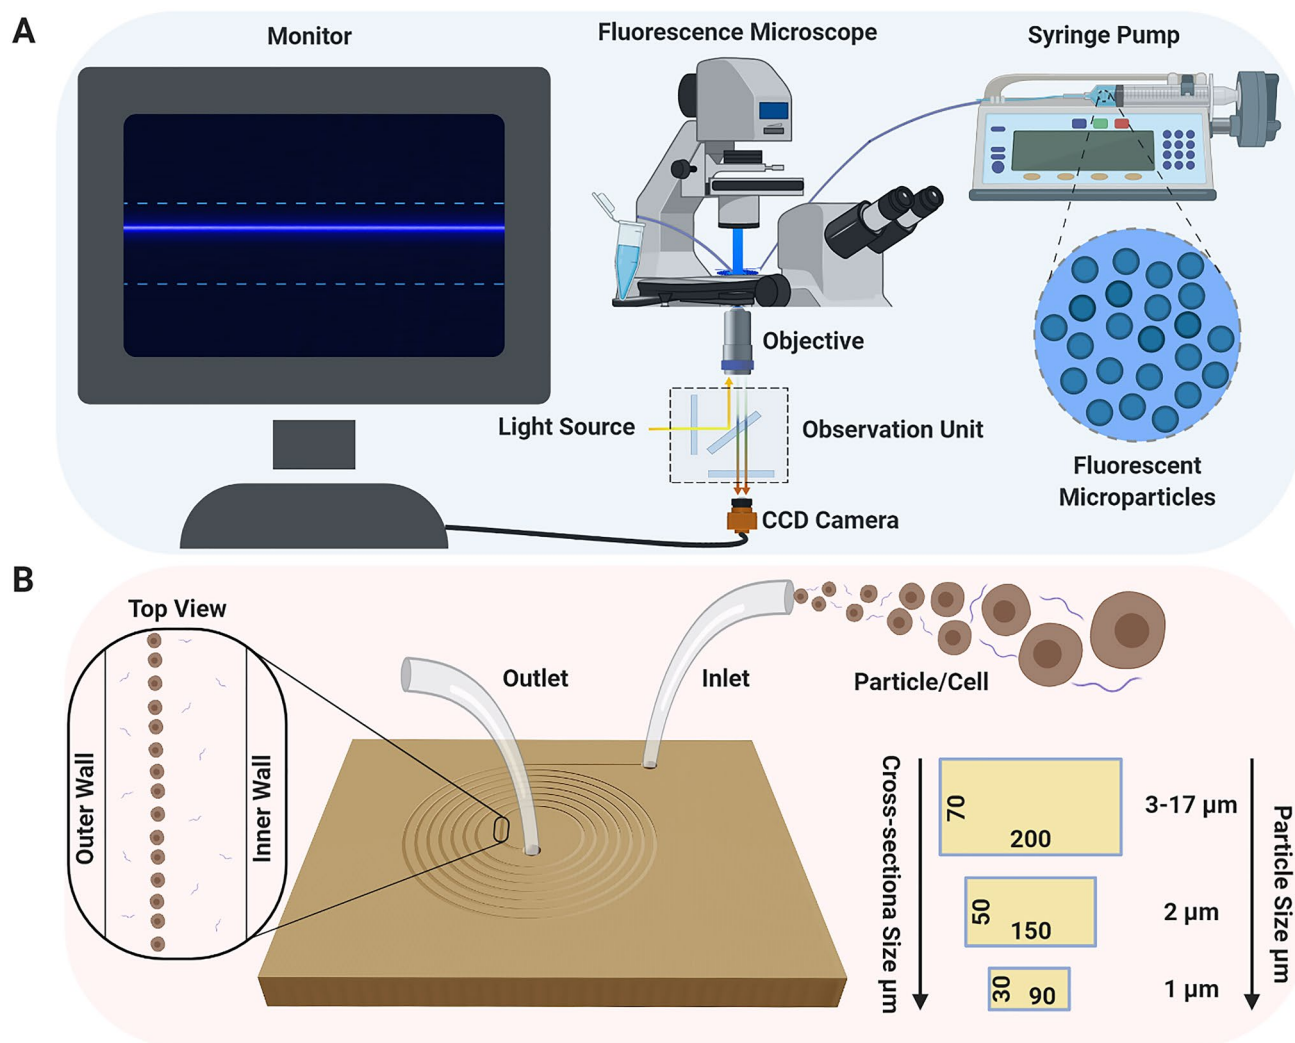 A
Monitor
Fluorescence Microscope
Syringe Pump
Objective
Light Source
Observation Unit
Fluorescent
Microparticles
CCD Camera
B
Top View
Outer Wall
Inner Wall
Outlet
Inlet
Particle/Cell
Cross-sectiona Size μm
70
200
3-17 μm
50
150
2 μm
30
90
1 μm
Particle Size μm